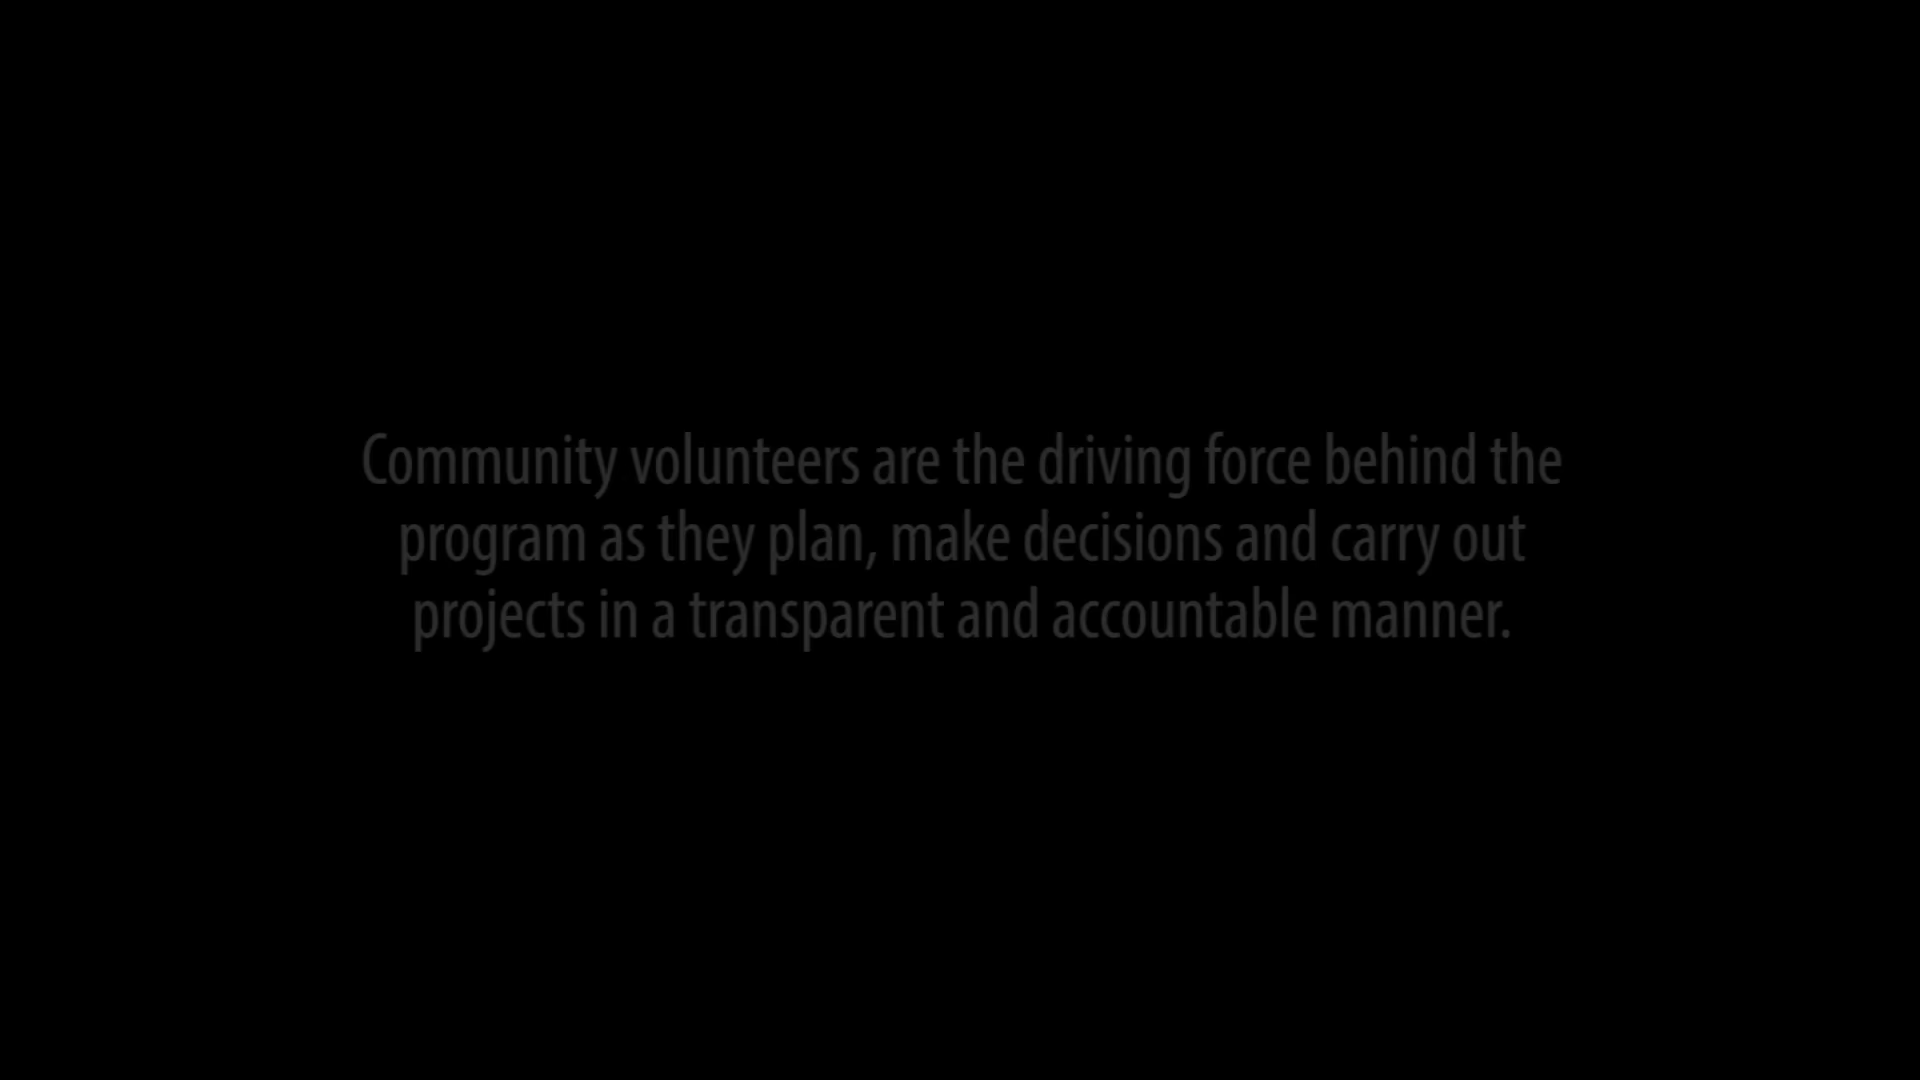 Community volunteers are the driving force behind the
program as they plan, make decisions and carry out
projects in a transparent and accountable manner.